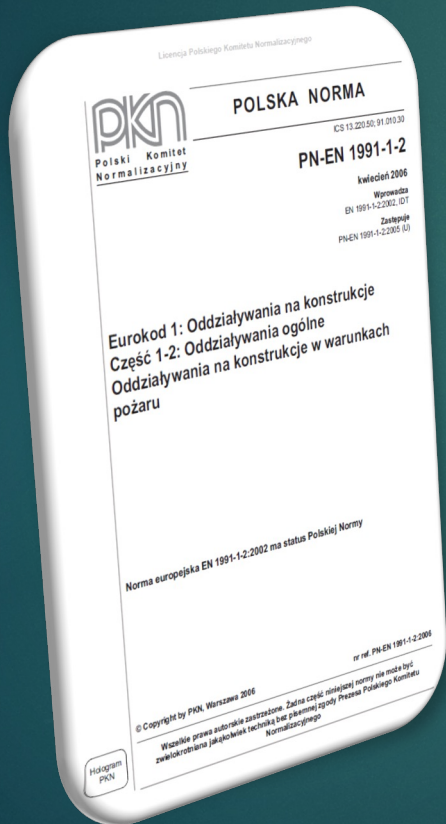 Licencja Polskiego Komitetu Normalizacyjnego
PKN
Polski Komitet
Normalizacyjny
POLSKA NORMA
ICS 13.220.50; 91.010.30
PN-EN 1991-1-2
kwiecień 2006
Wprowadza
EN 1991-1-2:2002, IDT
Zastępuje
PN-EN 1991-1-2:2005 (U)
Eurokod 1: Oddziaływania na konstrukcje
Część 1-2: Oddziaływania ogólne
Oddziaływania na konstrukcje w warunkach
pożaru
Norma europejska EN 1991-1-2:2002 ma status Polskiej Normy
nr ref. PN-EN 1991-1-2:2006
© Copyright by PKN, Warszawa 2006
Wszelkie prawa autorskie zastrzeżone. Żadna część niniejszej normy nie może być
zwielokrotniana jakąkolwiek techniką bez pisemnej zgody Prezesa Polskiego Komitetu
Normalizacyjnego
Hologram
PKN